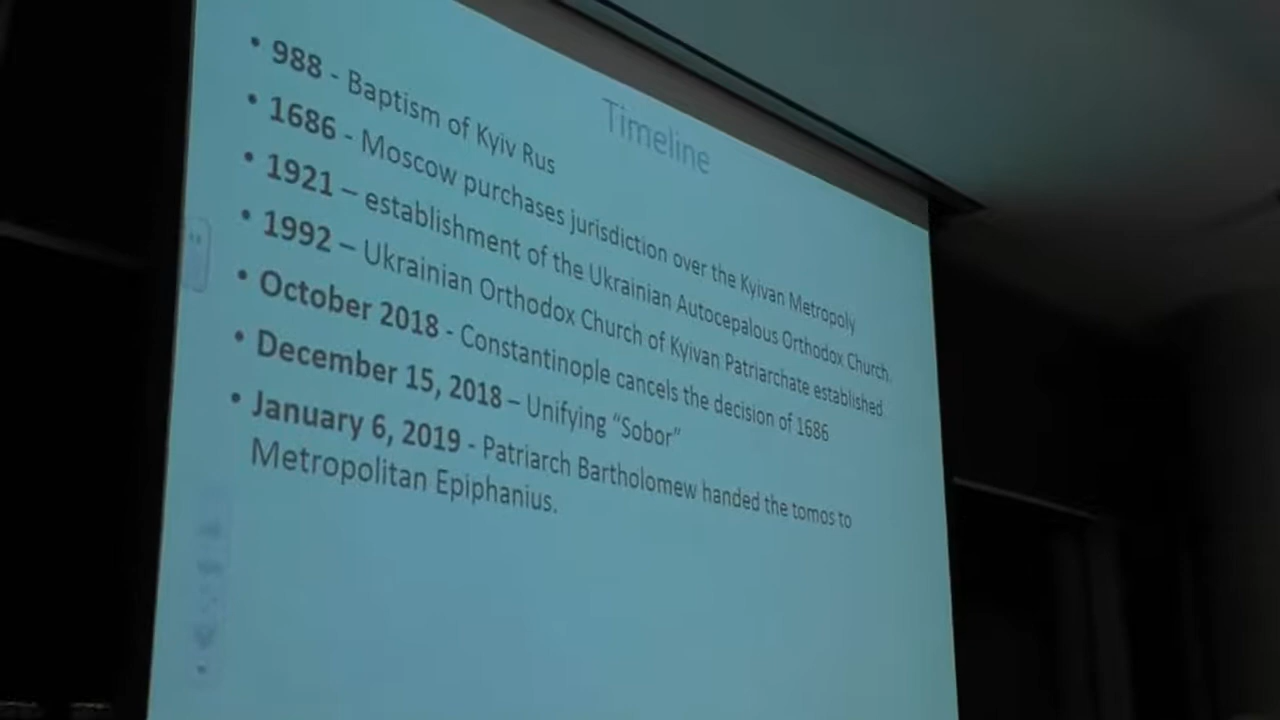 Timeline
• 988 - Baptism of Kyiv Rus
• 1686 - Moscow purchases jurisdiction over the Kyivan Metropoly
• 1921 – establishment of the Ukrainian Autocepalous Orthodox Church.
• 1992 – Ukrainian Orthodox Church of Kyivan Patriarchate established
• October 2018 - Constantinople cancels the decision of 1686
• December 15, 2018 – Unifying “Sobor”
• January 6, 2019 - Patriarch Bartholomew handed the tomos to
Metropolitan Epiphanius.